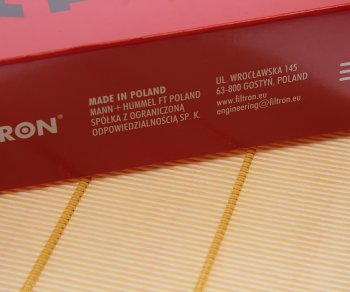 TRON®
MADE IN POLAND
MANN+HUMMEL FT POLAND
SPÓŁKA Z OGRANICZONĄ
ODPOWIEDZIALNOŚCIĄ SP. K.
UL. WROCŁAWSKA 145
63-800 GOSTYŃ, POLAND
www.filtron.eu
engineering@filtron.eu